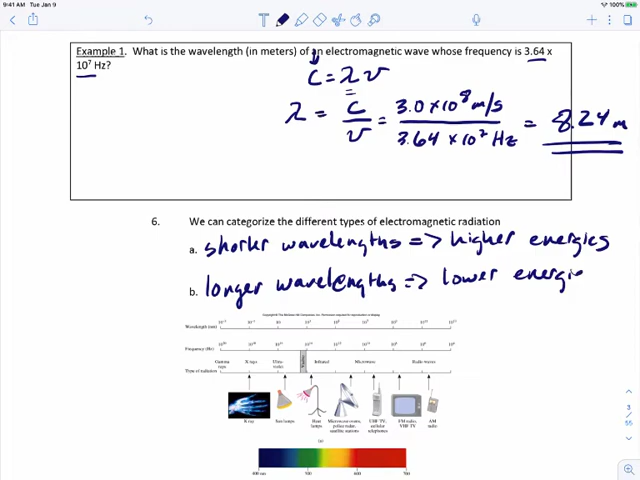 9:41 AM Tue Jan 9
100%
Example 1. What is the wavelength (in meters) of an electromagnetic wave whose frequency is 3.64 x
10⁷ Hz?
C = λν
λ = C/ν = 3.0 × 10⁸ m/s / 3.64 × 10⁷ Hz = 8.24 m
6. We can categorize the different types of electromagnetic radiation
a. shorter wavelengths => higher energies
b. longer wavelengths => lower energie
Wavelength (nm)
Frequency (Hz)
Gamma rays X rays Infrared Microwave Radio waves
Type of radiation
X ray Sun lamps Heat lamps Microwave ovens, police radar, satellite stations UHF TV, cellular telephones FM radio, VHF TV AM radio
(a)
400 nm 500 600 700
3
55